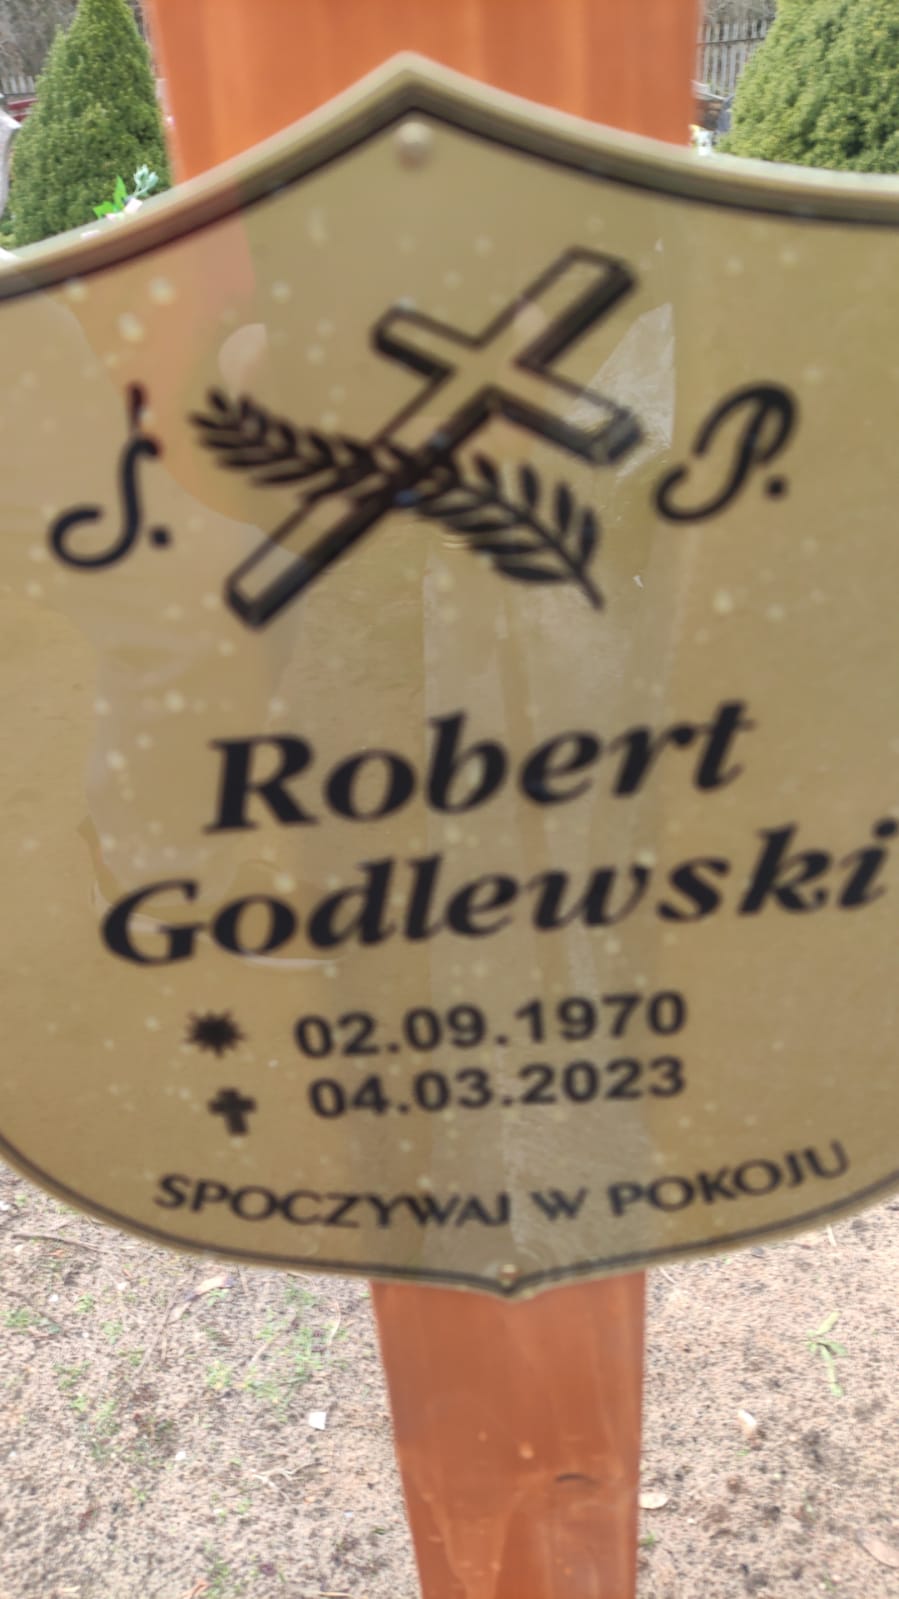 Ś. P.
Robert
Godlewski
02.09.1970
04.03.2023
SPOCZYWAJ W POKOJU